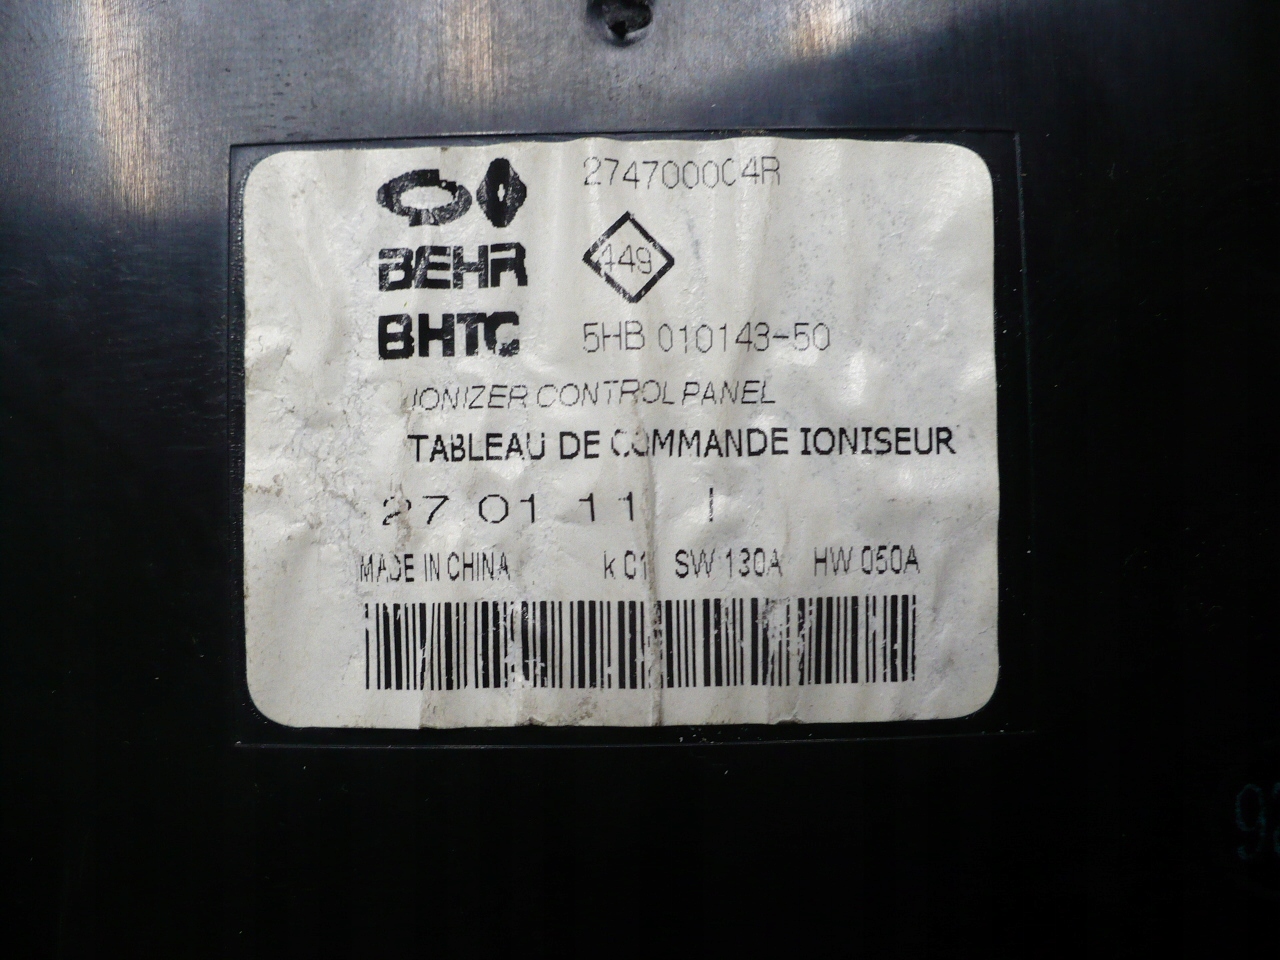 274700004R
BEHR
449
BHTC
5HB 010143-50
IONIZER CONTROL PANEL
TABLEAU DE COMMANDE IONISEUR
27 01 11 I
MADE IN CHINA k01 SW 130A HW 050A